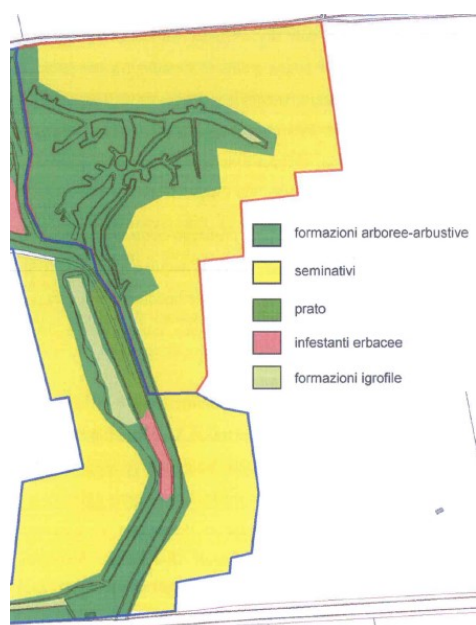 formazioni arboree-arbustive
seminativi
prato
infestanti erbacee
formazioni igrofile